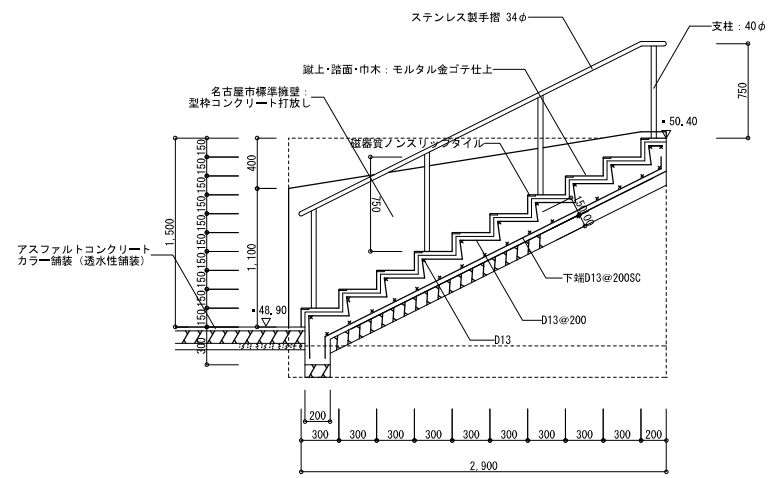 ステンレス製手摺 34φ
支柱：40φ
蹴上・踏面・巾木：モルタル金ゴテ仕上
名古屋市標準擁壁：
型枠コンクリート打放し
750
50.40
磁器質ノンスリップタイル
150
150
150
150
150
150
150
150
150
150
300
1,500
400
1,100
750
150.00
アスファルトコンクリート
カラー舗装（透水性舗装）
48.90
下端D13@200SC
D13@200
D13
200
300
300
300
300
300
300
300
300
300
200
2,900